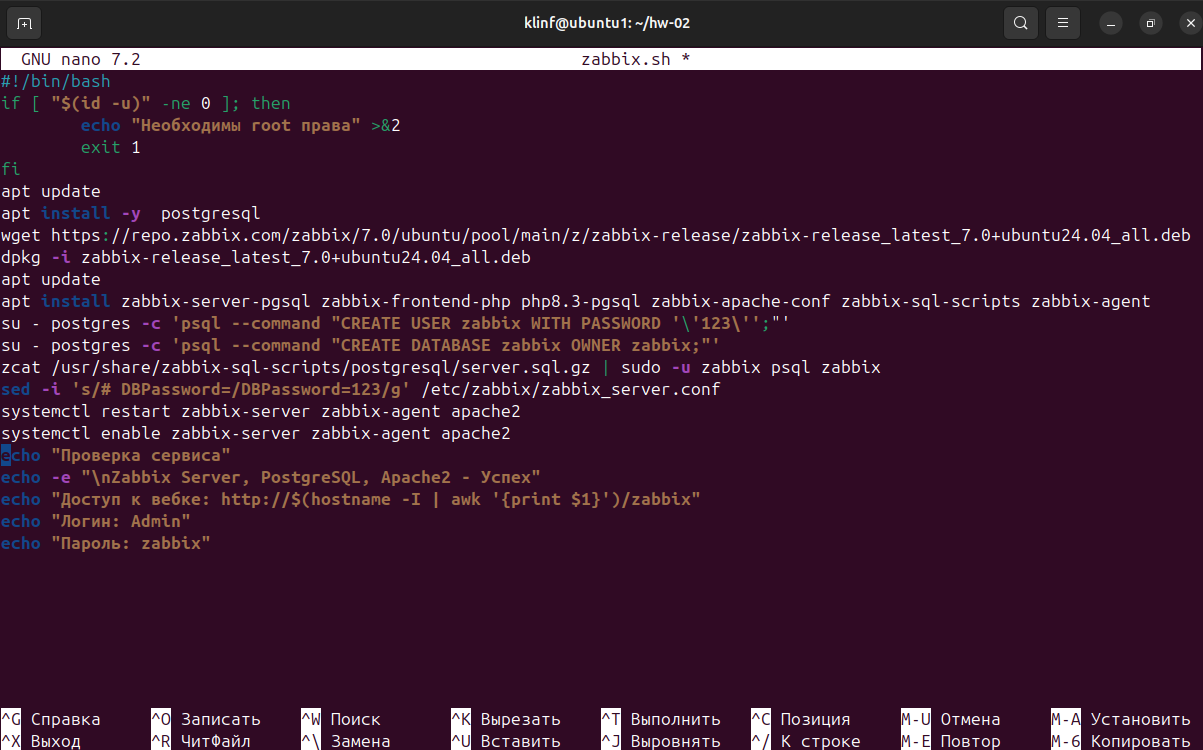 klinf@ubuntu1: ~/hw-02
GNU nano 7.2 zabbix.sh *
#!/bin/bash
if [ "$(id -u)" -ne 0 ]; then
echo "Необходимы root права" >&2
exit 1
fi
apt update
apt install -y  postgresql
wget https://repo.zabbix.com/zabbix/7.0/ubuntu/pool/main/z/zabbix-release/zabbix-release_latest_7.0+ubuntu24.04_all.deb
dpkg -i zabbix-release_latest_7.0+ubuntu24.04_all.deb
apt update
apt install zabbix-server-pgsql zabbix-frontend-php php8.3-pgsql zabbix-apache-conf zabbix-sql-scripts zabbix-agent
su - postgres -c 'psql --command "CREATE USER zabbix WITH PASSWORD '\'123\'';"'
su - postgres -c 'psql --command "CREATE DATABASE zabbix OWNER zabbix;"'
zcat /usr/share/zabbix-sql-scripts/postgresql/server.sql.gz | sudo -u zabbix psql zabbix
sed -i 's/# DBPassword=/DBPassword=123/g' /etc/zabbix/zabbix_server.conf
systemctl restart zabbix-server zabbix-agent apache2
systemctl enable zabbix-server zabbix-agent apache2
echo "Проверка сервиса"
echo -e "\nZabbix Server, PostgreSQL, Apache2 - Успех"
echo "Доступ к вебке: http://$(hostname -I | awk '{print $1}')/zabbix"
echo "Логин: Admin"
echo "Пароль: zabbix"
^G Справка ^O Записать ^W Поиск ^K Вырезать ^T Выполнить ^C Позиция M-U Отмена M-A Установить
^X Выход ^R ЧитФайл ^\ Замена ^U Вставить ^J Выровнять ^/ К строке M-E Повтор M-6 Копировать